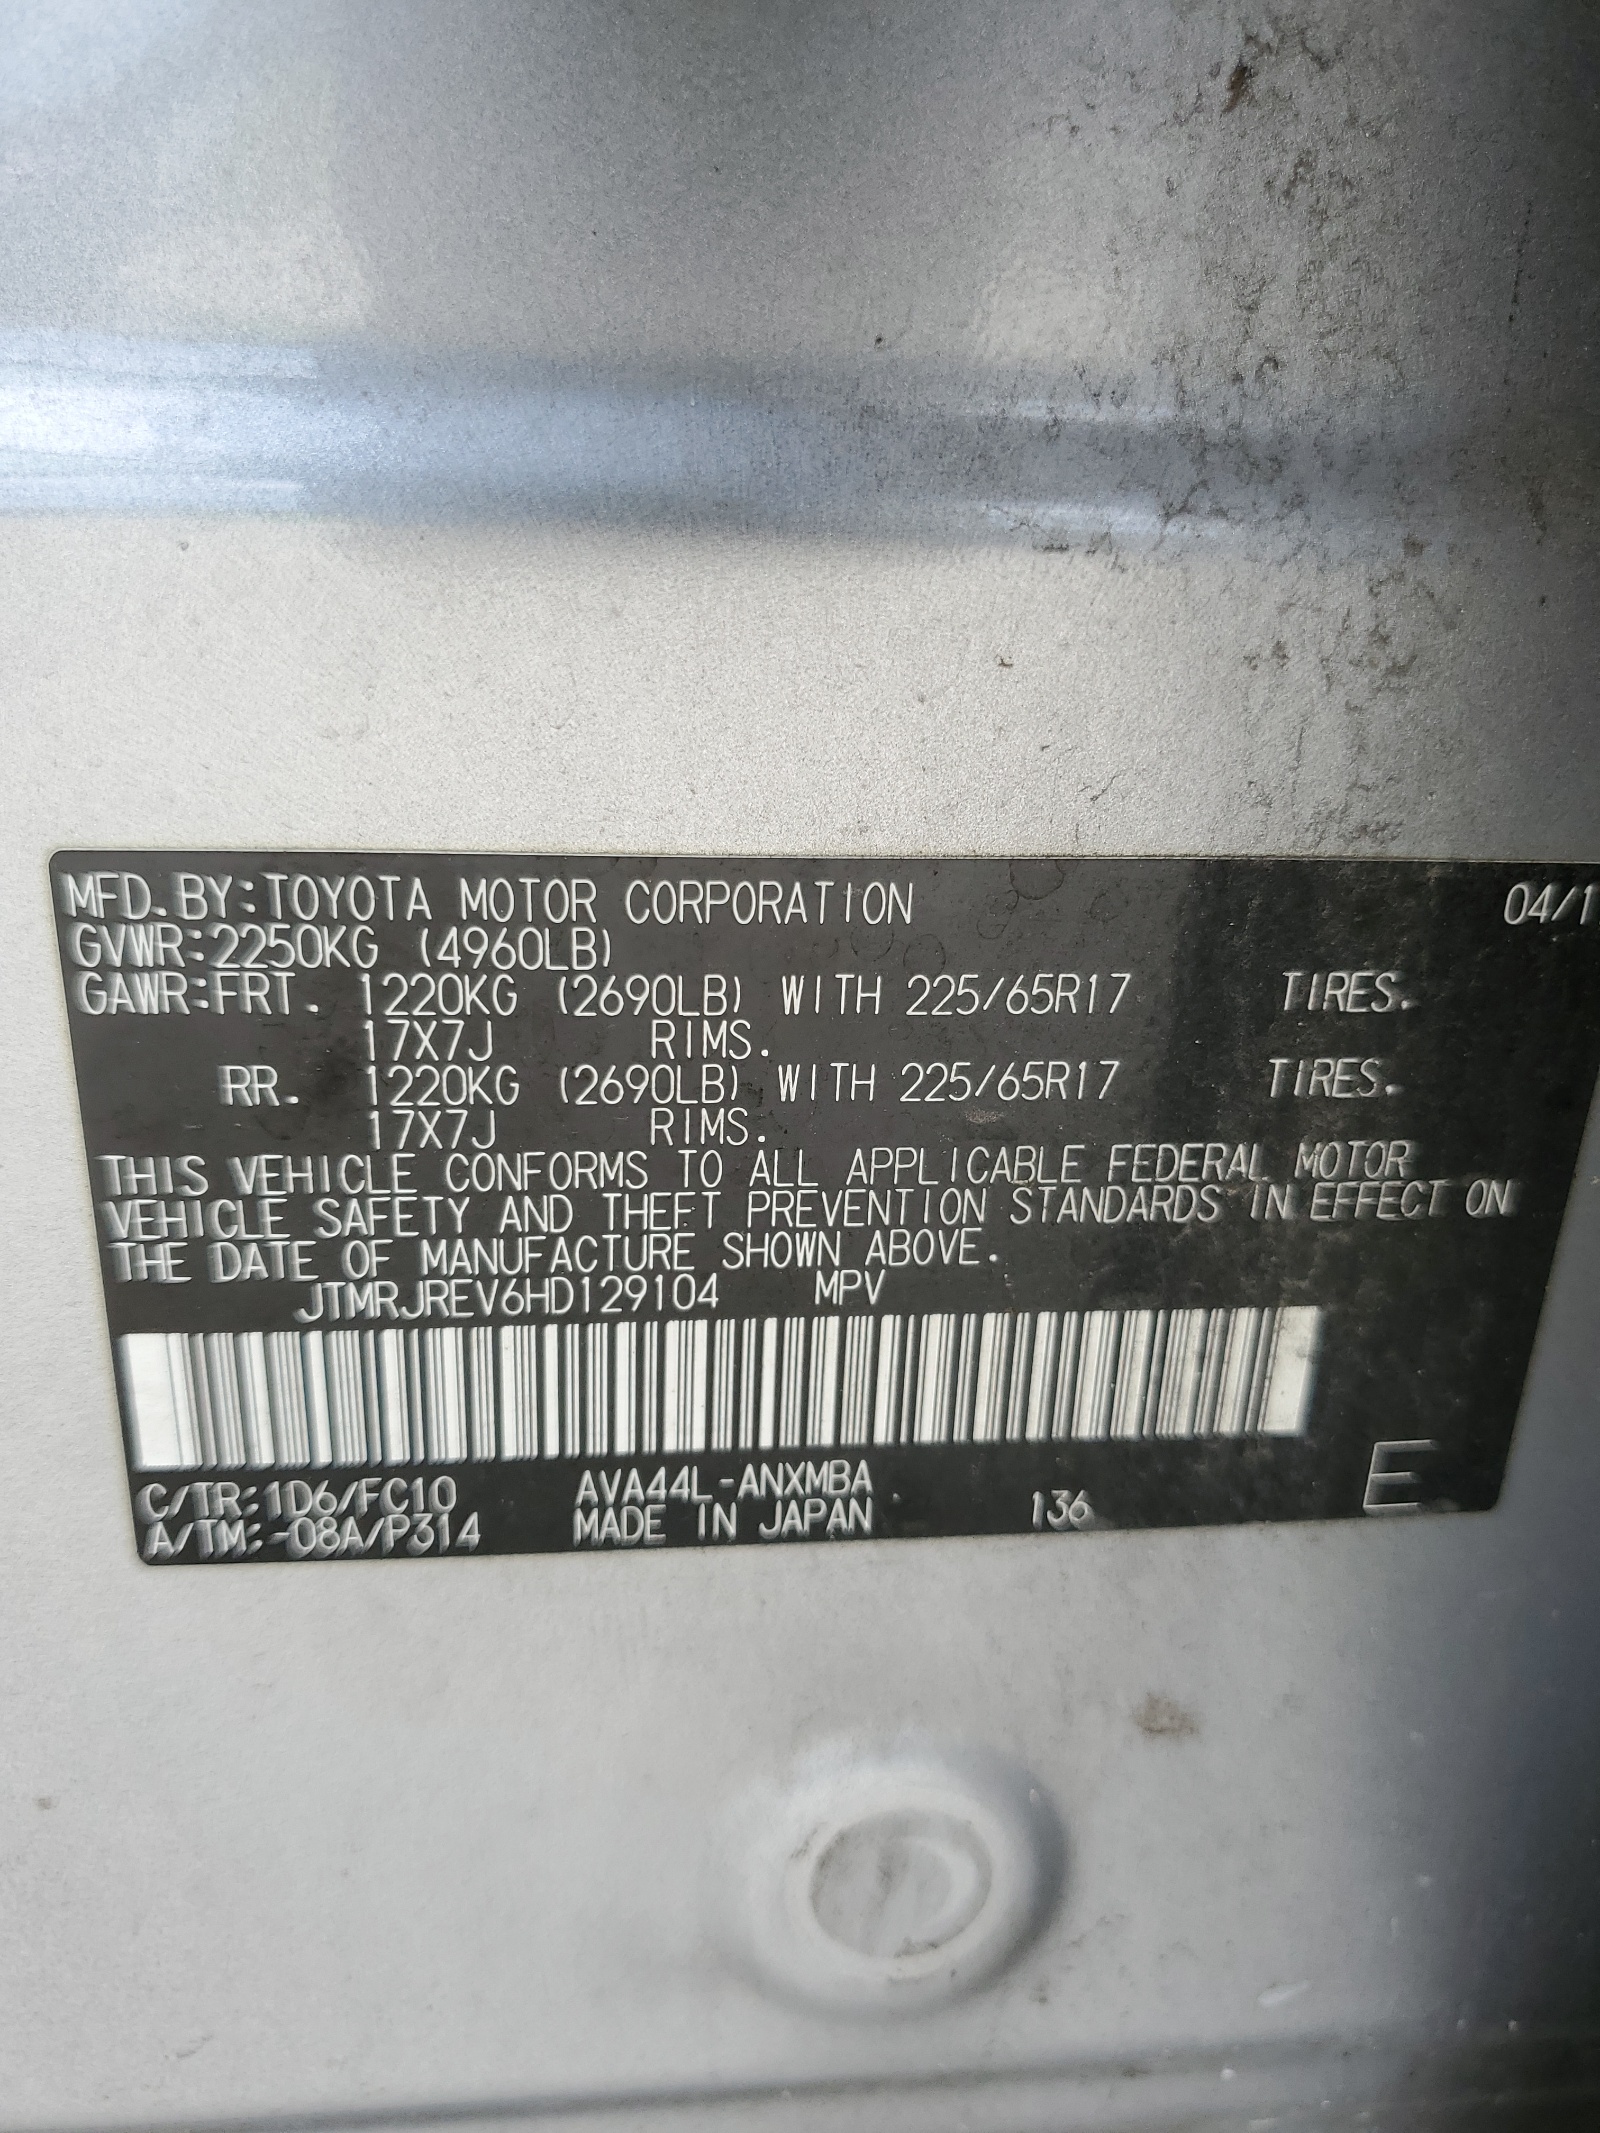 MFD.BY:TOYOTA MOTOR CORPORATION 04/1
GVWR:2250KG (4960LB)
GAWR:FRT. 1220KG (2690LB) WITH 225/65R17 TIRES.
17X7J RIMS.
RR. 1220KG (2690LB) WITH 225/65R17 TIRES.
17X7J RIMS.
THIS VEHICLE CONFORMS TO ALL APPLICABLE FEDERAL MOTOR
VEHICLE SAFETY AND THEFT PREVENTION STANDARDS IN EFFECT ON
THE DATE OF MANUFACTURE SHOWN ABOVE.
JTMRJREV6HD129104 MPV
C/TR:1D6/FC10 AVA44L-ANXMBA
A/TM:-08A/P314 MADE IN JAPAN 136 E